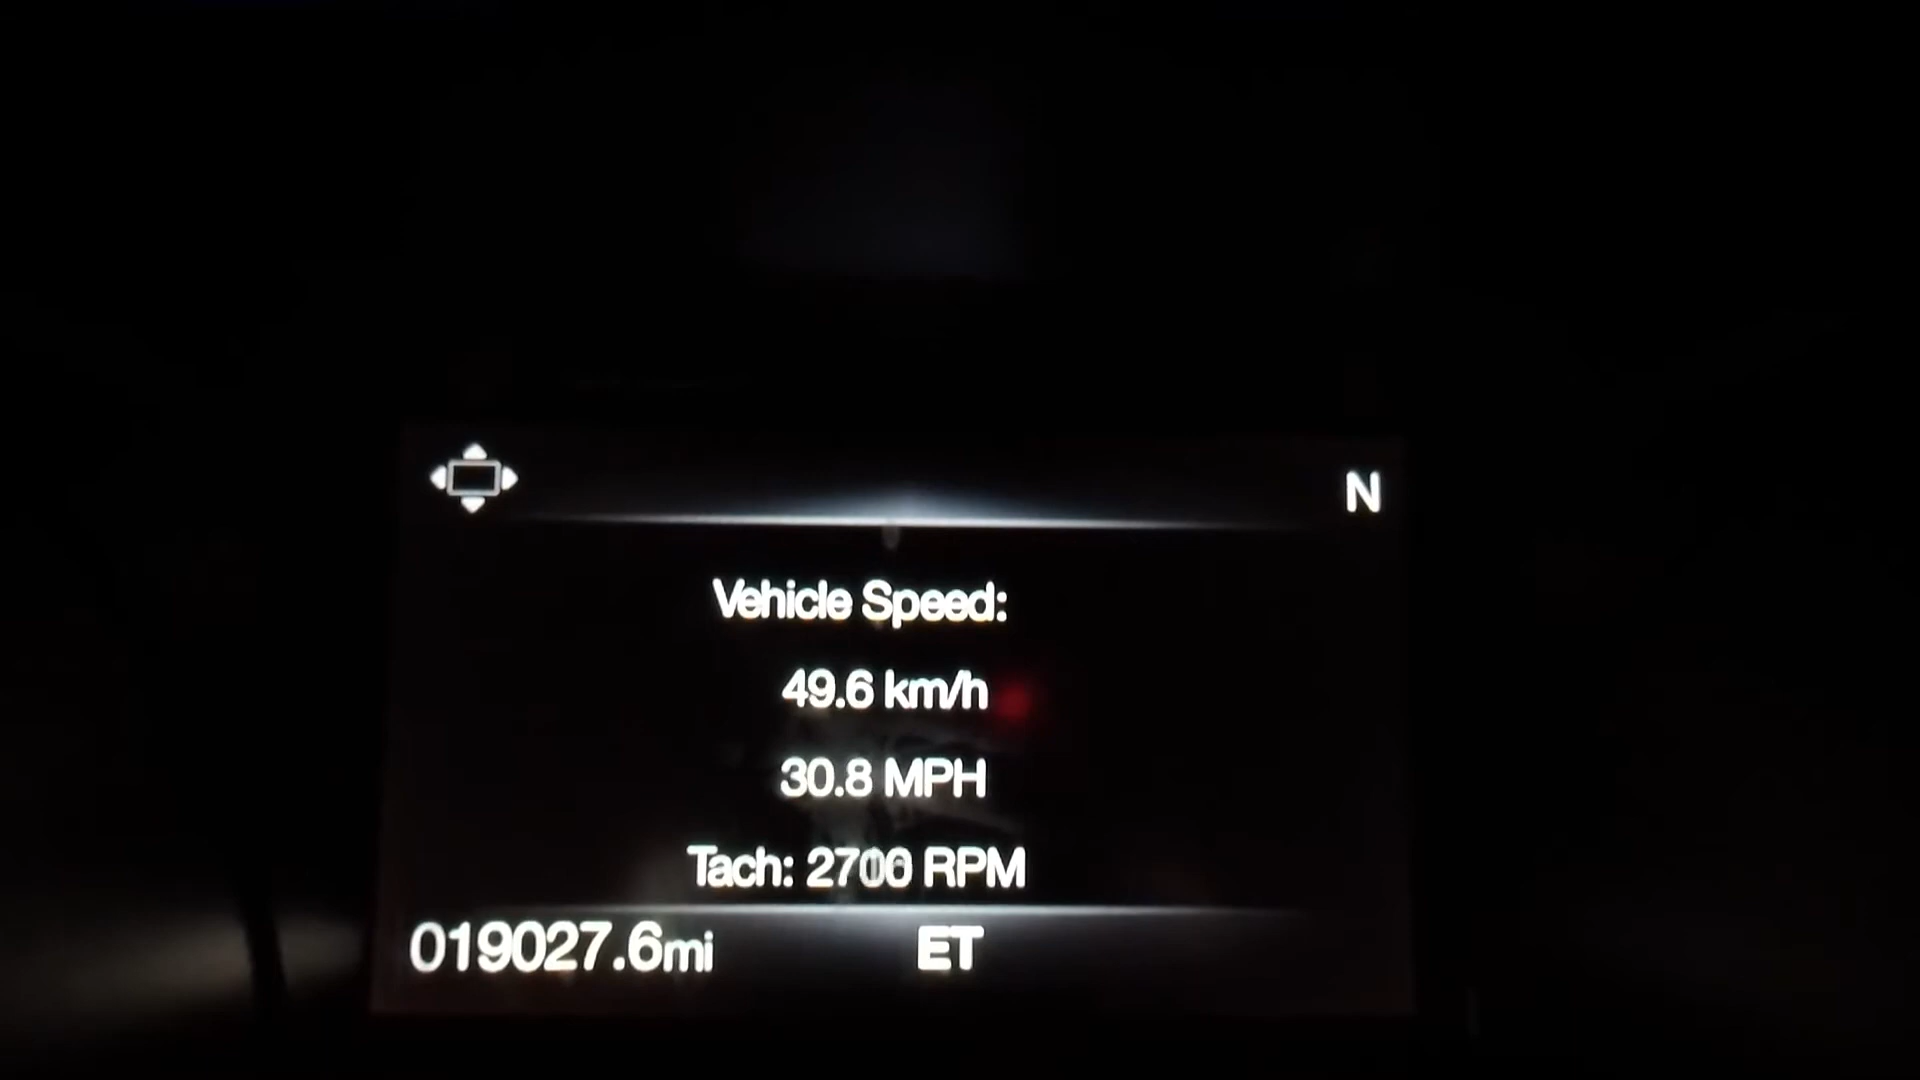 N
Vehicle Speed:
49.6 km/h
30.8 MPH
Tach: 2700 RPM
019027.6mi ET